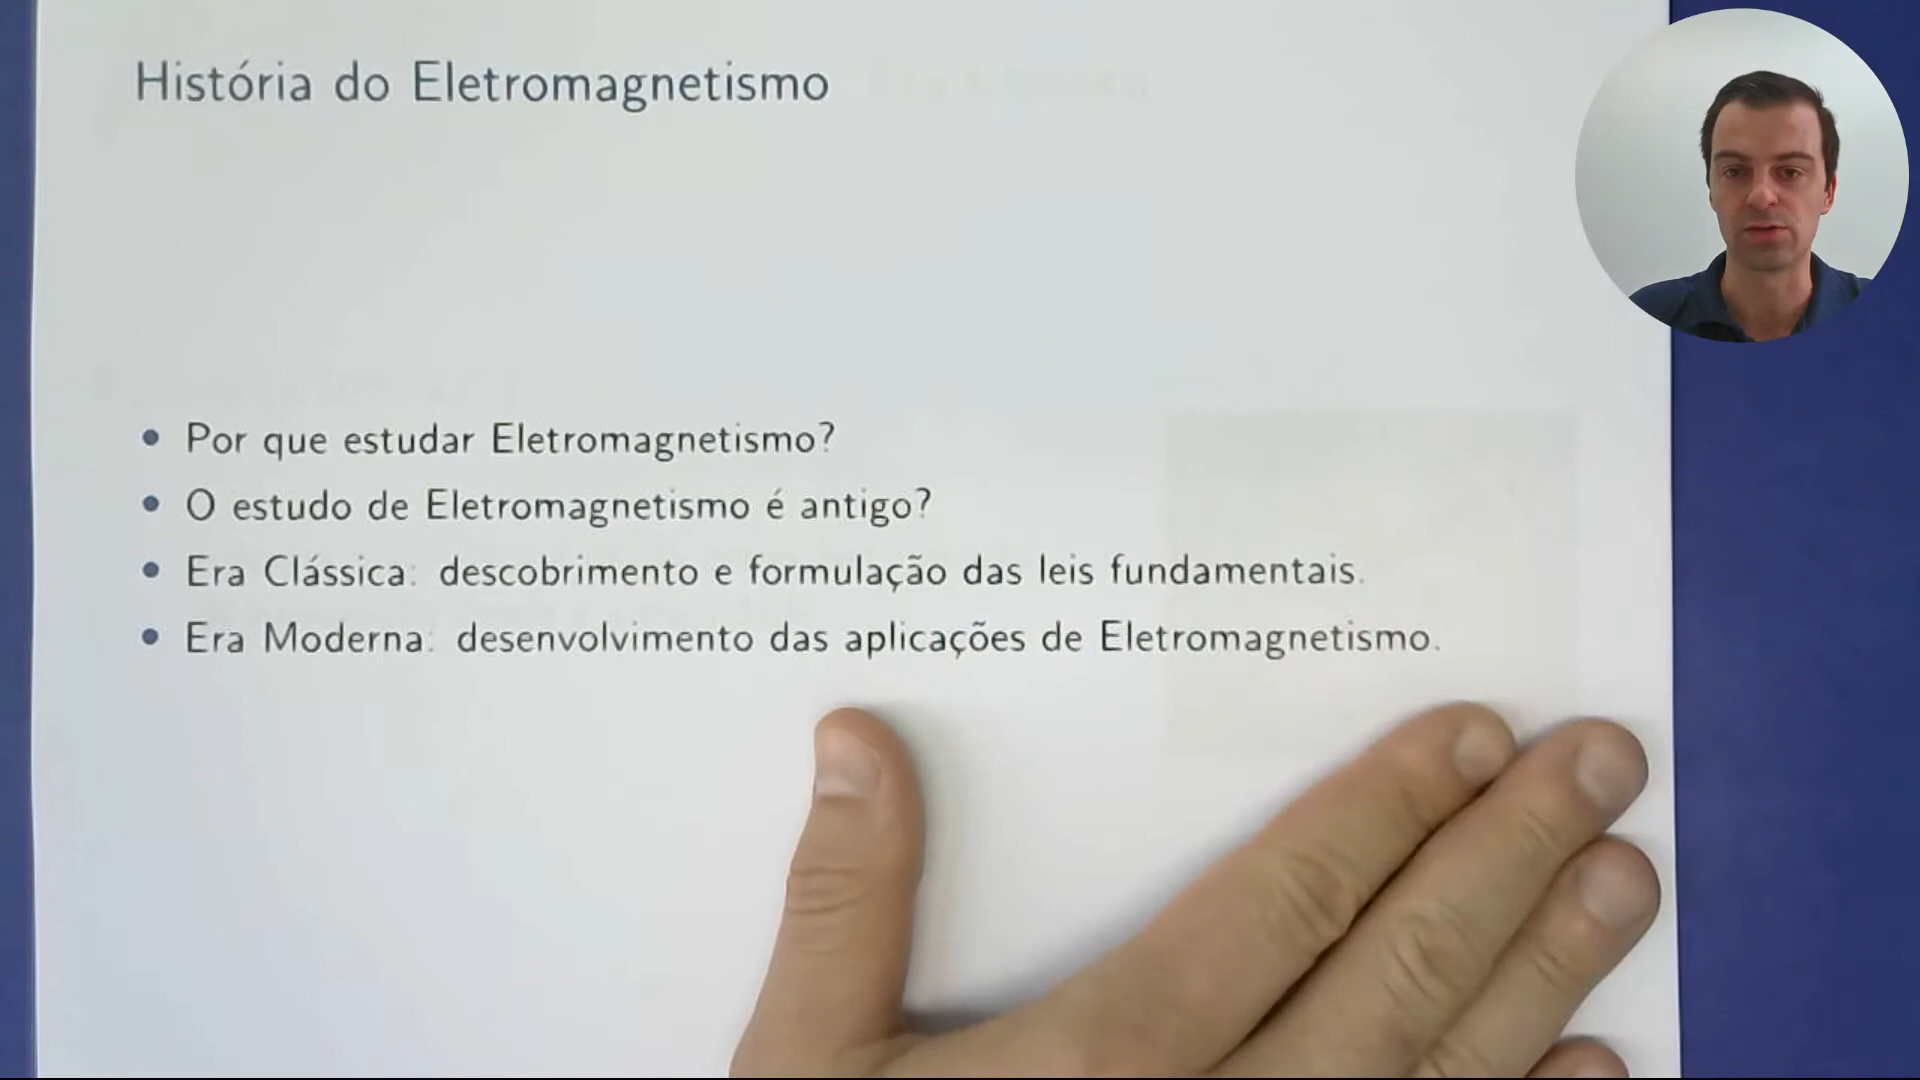 História do Eletromagnetismo
• Por que estudar Eletromagnetismo?
• O estudo de Eletromagnetismo é antigo?
• Era Clássica: descobrimento e formulação das leis fundamentais.
• Era Moderna: desenvolvimento das aplicações de Eletromagnetismo.